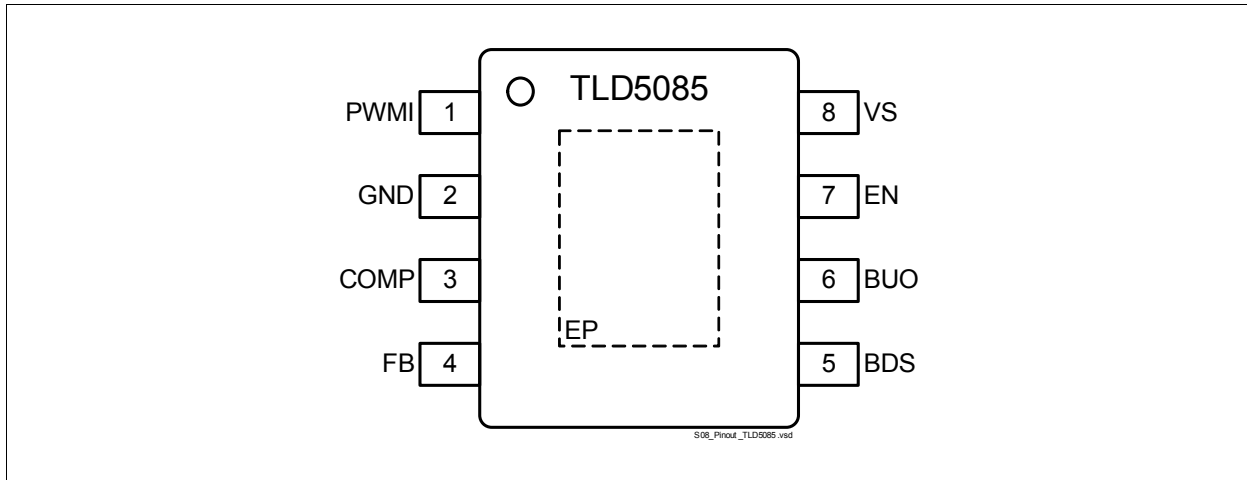 TLD5085
PWMI 1
8 VS
GND 2
7 EN
COMP 3
6 BUO
EP
FB 4
5 BDS
S08_Pinout_TLD5085.vsd